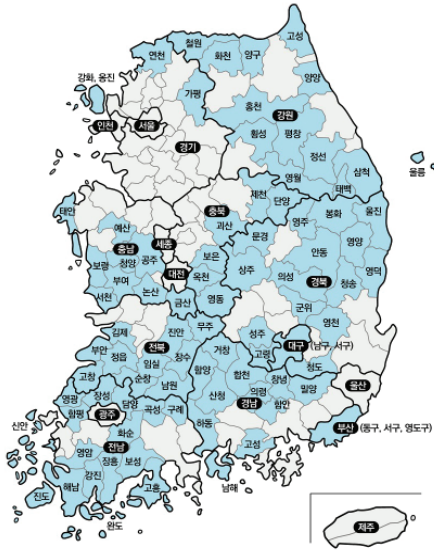 고성
철원
연천
화천
양구
강화, 옹진
양양
가평
홍천
인천
서울
강원
횡성
평창
경기
정선
삼척
울릉
영월
태백
제천
단양
태안
충북
봉화
울진
괴산
영주
예산
문경
세종
영양
충남
안동
보은
공주
청양
보령
대전
상주
의성
경북
영덕
옥천
청송
부여
서천
논산
금산
영동
군위
무주
영천
김제
진안
성주
거창
대구 (남구, 서구)
전북
고령
부안
정읍
임실
장수
청도
함양
합천
고창
순창
창녕
울산
남원
밀양
산청
의령
영광
장성
담양
경남
함안
함평
광주
곡성
구례
신안
하동
부산 (동구, 서구, 영도구)
화순
고성
전남
영암
장흥
보성
강진
해남
고흥
남해
진도
완도
제주